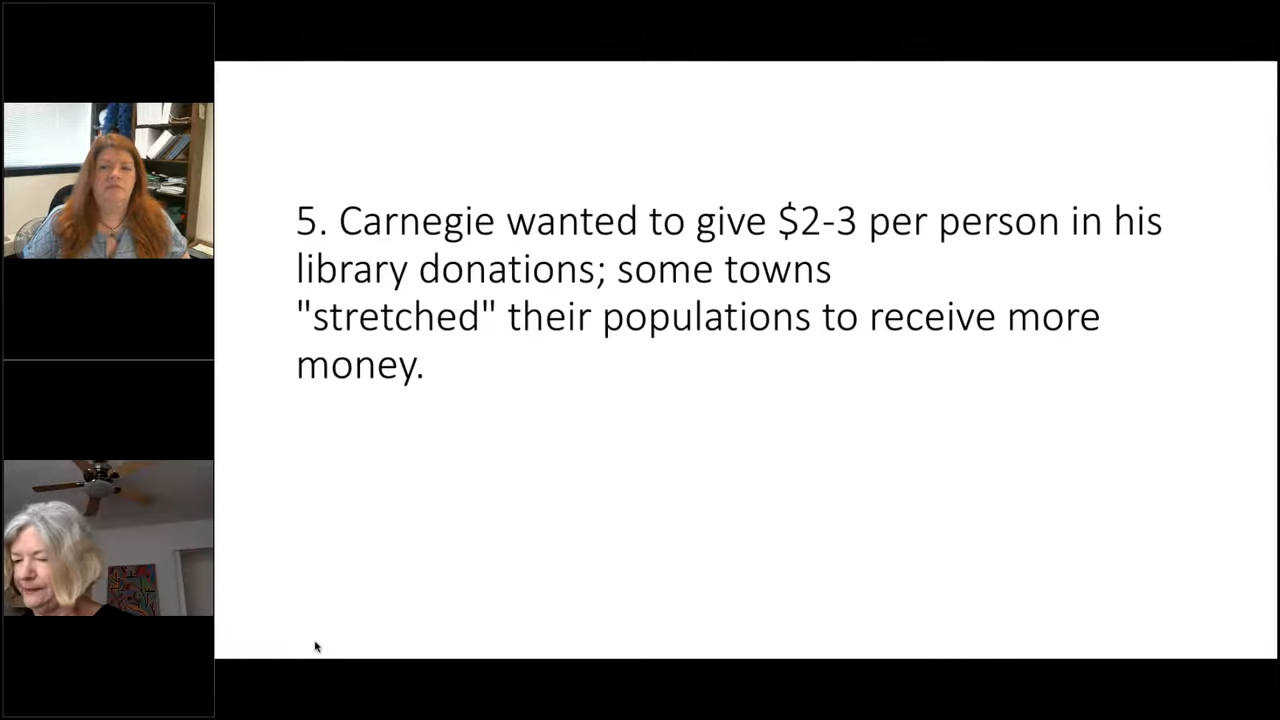 5. Carnegie wanted to give $2-3 per person in his
library donations; some towns
"stretched" their populations to receive more
money.